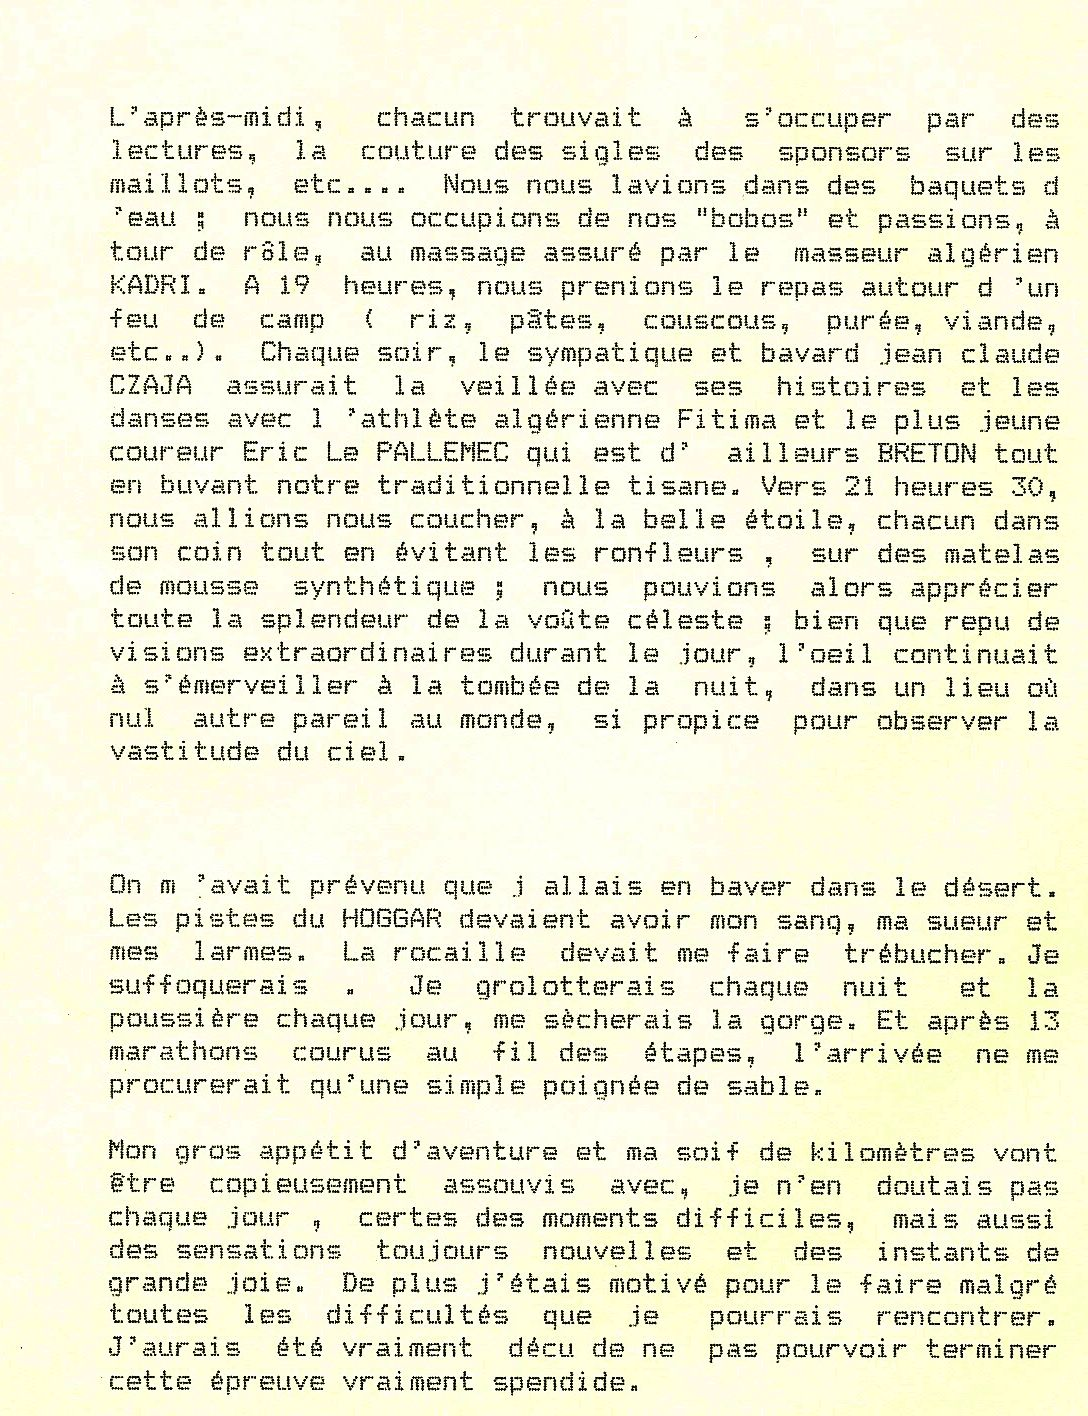 L'après-midi, chacun trouvait à s'occuper par des
lectures, la couture des sigles des sponsors sur les
maillots, etc.... Nous nous lavions dans des baquets d
'eau ; nous nous occupions de nos "bobos" et passions, à
tour de rôle, au massage assuré par le masseur algérien
KADRI. A 19 heures, nous prenions le repas autour d 'un
feu de camp ( riz, pâtes, couscous, purée, viande,
etc..). Chaque soir, le sympatique et bavard jean claude
CZAJA assurait la veillée avec ses histoires et les
danses avec l 'athlète algérienne Fitima et le plus jeune
coureur Eric Le PALLEMEC qui est d' ailleurs BRETON tout
en buvant notre traditionnelle tisane. Vers 21 heures 30,
nous allions nous coucher, à la belle étoile, chacun dans
son coin tout en évitant les ronfleurs , sur des matelas
de mousse synthétique ; nous pouvions alors apprécier
toute la splendeur de la voûte céleste ; bien que repu de
visions extraordinaires durant le jour, l'oeil continuait
à s'émerveiller à la tombée de la nuit, dans un lieu où
nul autre pareil au monde, si propice pour observer la
vastitude du ciel.
On m 'avait prévenu que j allais en baver dans le désert.
Les pistes du HOGGAR devaient avoir mon sang, ma sueur et
mes larmes. La rocaille devait me faire trébucher. Je
suffoquerais . Je grolotterais chaque nuit et la
poussière chaque jour, me sècherais la gorge. Et après 13
marathons courus au fil des étapes, l'arrivée ne me
procurerait qu'une simple poignée de sable.
Mon gros appétit d'aventure et ma soif de kilomètres vont
être copieusement assouvis avec, je n'en doutais pas
chaque jour , certes des moments difficiles, mais aussi
des sensations toujours nouvelles et des instants de
grande joie. De plus j'étais motivé pour le faire malgré
toutes les difficultés que je pourrais rencontrer.
J'aurais été vraiment décu de ne pas pourvoir terminer
cette épreuve vraiment spendide.